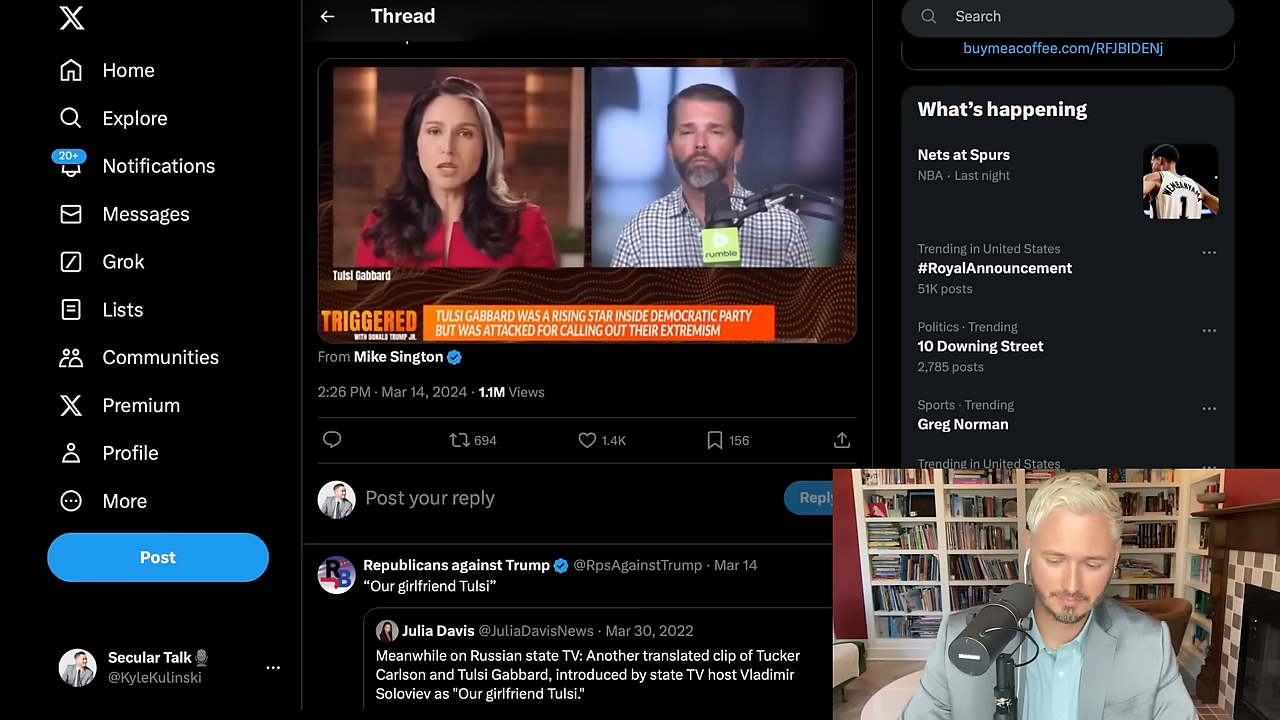 Thread
Search
buymeacoffee.com/RFJBIDENj
Home
Explore
20+
Notifications
Messages
Grok
Lists
Communities
Premium
Profile
More
Post
Secular Talk
@KyleKulinski
rumble
Tulsi Gabbard
TRIGGERED
WITH DONALD TRUMP JR.
TULSI GABBARD WAS A RISING STAR INSIDE DEMOCRATIC PARTY
BUT WAS ATTACKED FOR CALLING OUT THEIR EXTREMISM
From Mike Sington
2:26 PM · Mar 14, 2024 · 1.1M Views
694
1.4K
156
Post your reply
Reply
Republicans against Trump @RpsAgainstTrump · Mar 14
“Our girlfriend Tulsi”
Julia Davis @JuliaDavisNews · Mar 30, 2022
Meanwhile on Russian state TV: Another translated clip of Tucker
Carlson and Tulsi Gabbard, introduced by state TV host Vladimir
Soloviev as "Our girlfriend Tulsi."
What’s happening
Nets at Spurs
NBA · Last night
WEMBANYAMA
1
Trending in United States
#RoyalAnnouncement
51K posts
Politics · Trending
10 Downing Street
2,785 posts
Sports · Trending
Greg Norman
Trending in United States